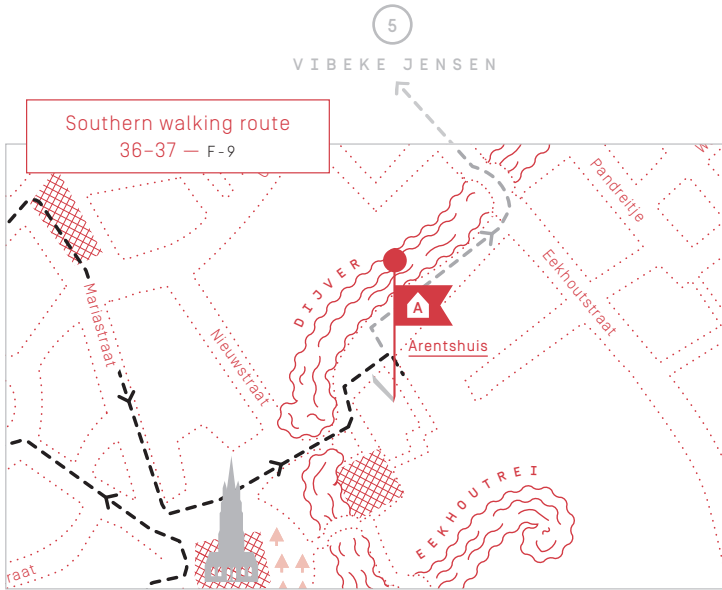 5
VIBEKE JENSEN
Southern walking route
36–37 — F-9
Pandreitje
Mariastraat
DIJVER
Eekhoutstraat
A
Nieuwstraat
Arentshuis
EEKHOUTREI
raat